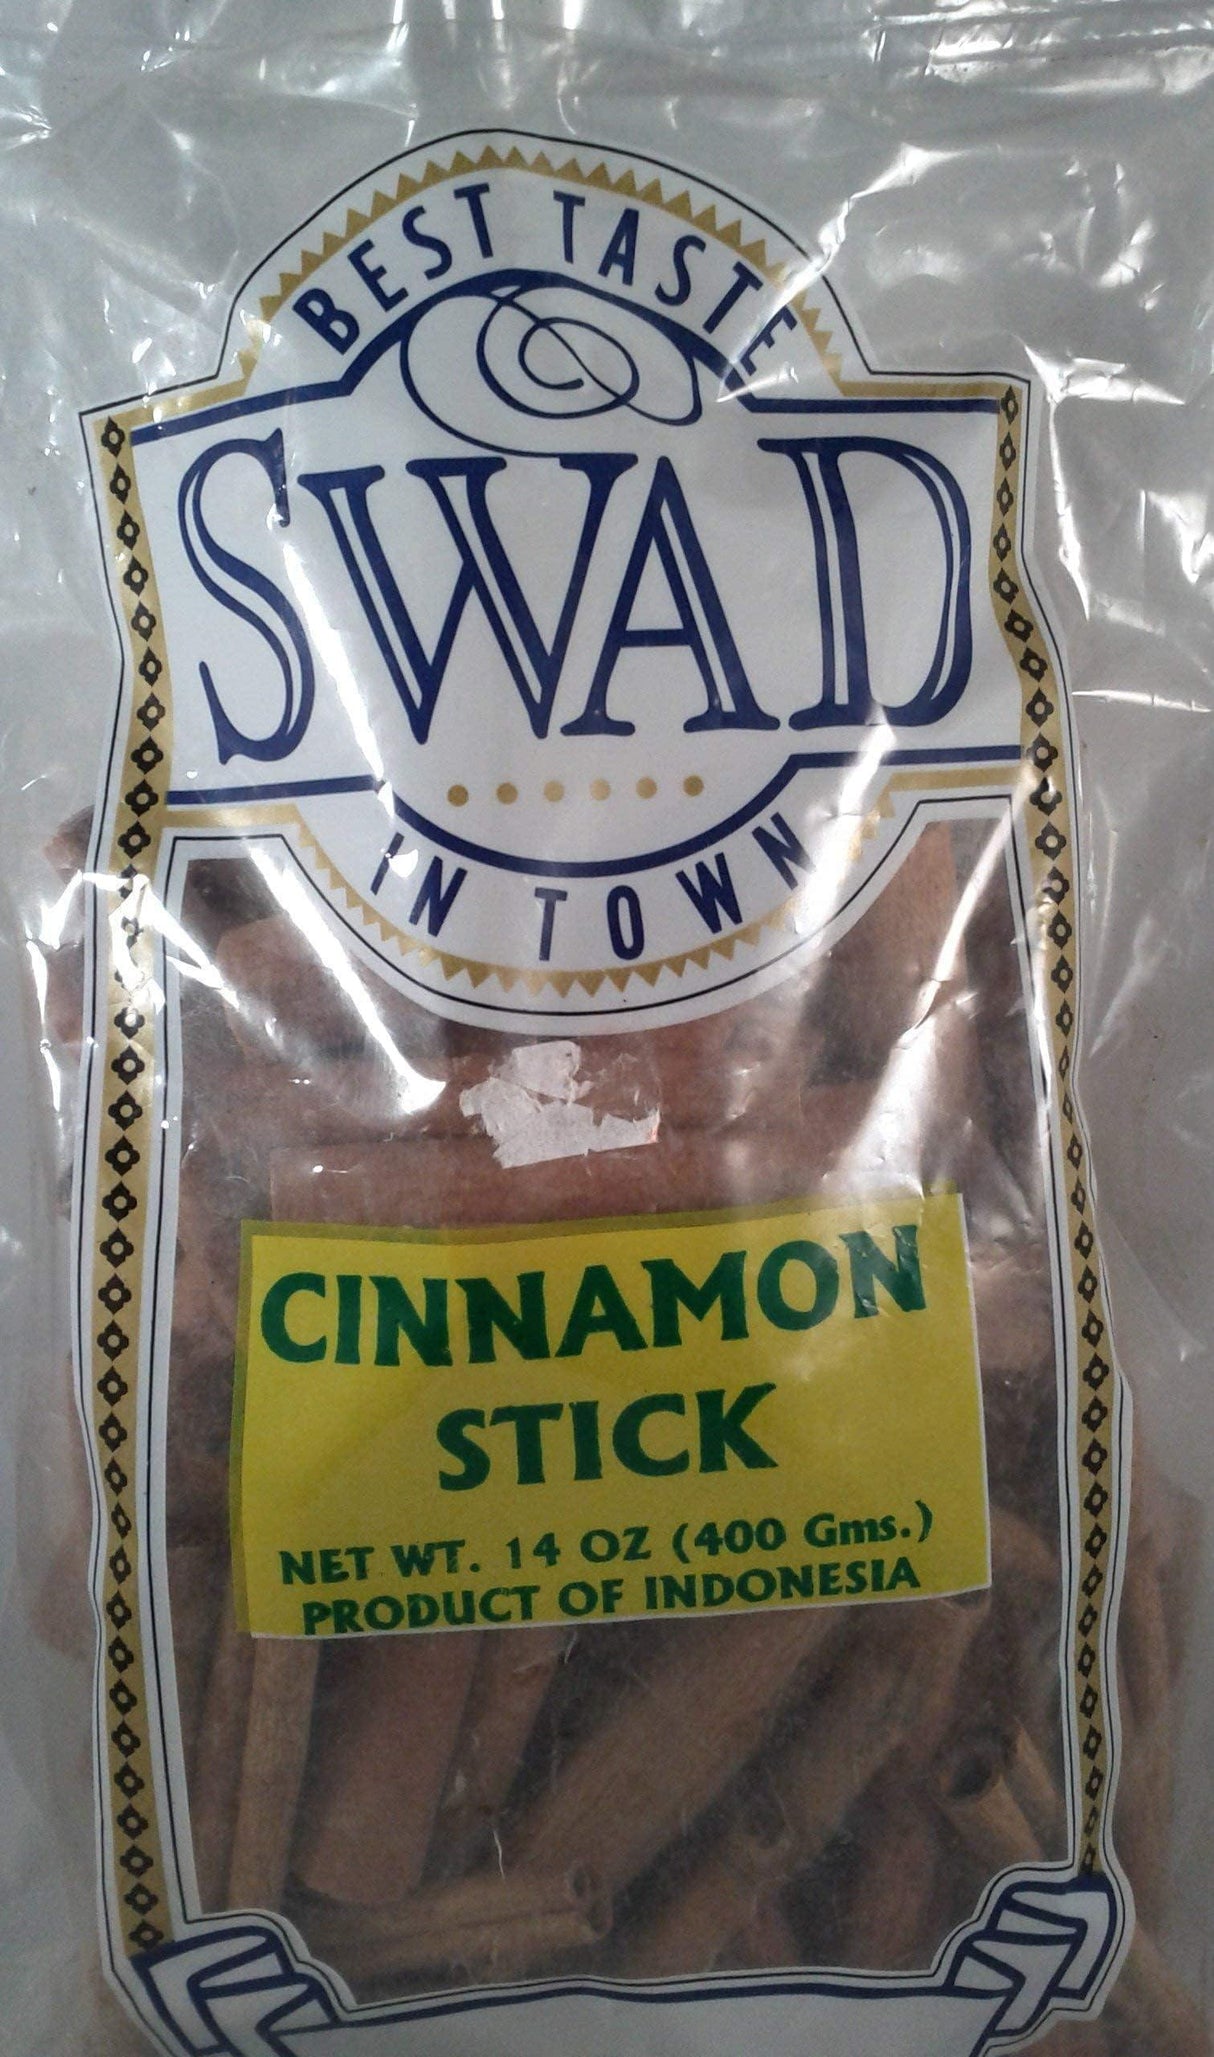 BEST TASTE
SWAD
IN TOWN
CINNAMON
STICK
NET WT. 14 OZ (400 Gms.)
PRODUCT OF INDONESIA